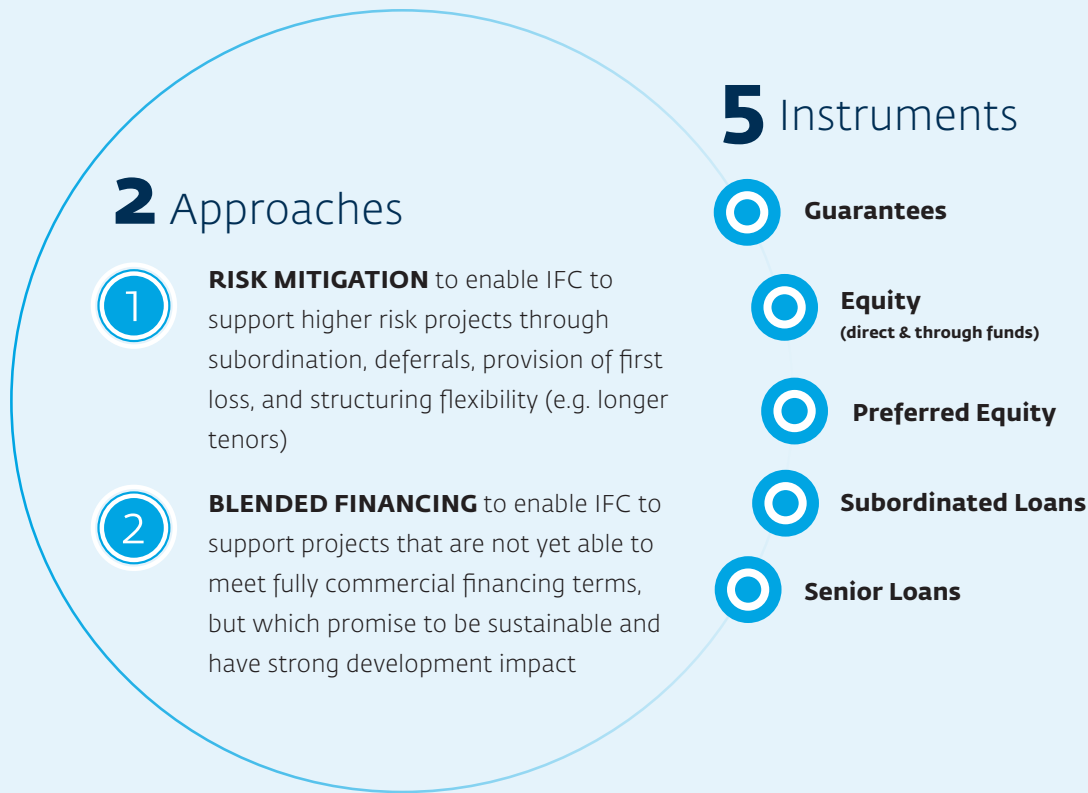 2 Approaches
1
RISK MITIGATION to enable IFC to
support higher risk projects through
subordination, deferrals, provision of first
loss, and structuring flexibility (e.g. longer
tenors)
2
BLENDED FINANCING to enable IFC to
support projects that are not yet able to
meet fully commercial financing terms,
but which promise to be sustainable and
have strong development impact
5 Instruments
Guarantees
Equity
(direct & through funds)
Preferred Equity
Subordinated Loans
Senior Loans